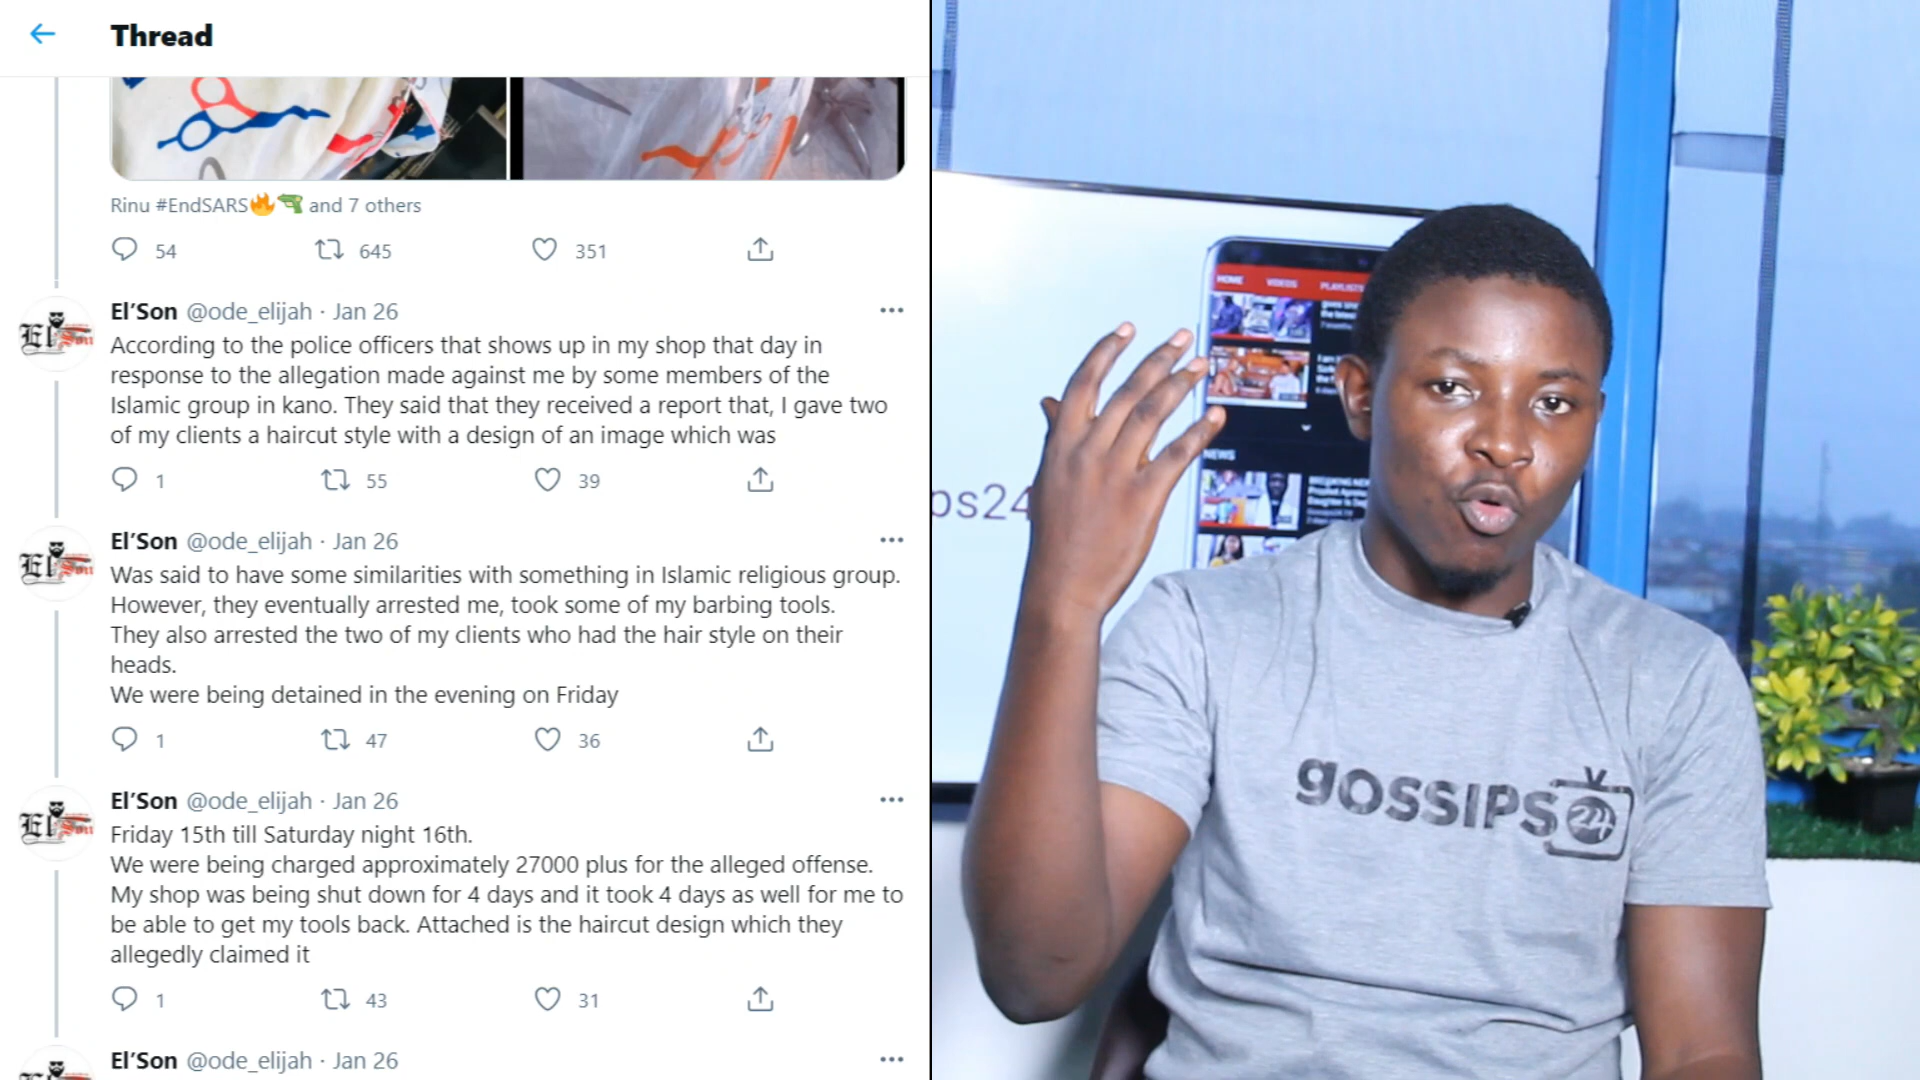 Thread
Rinu #EndSARS🔥🔫 and 7 others
54 645 351
El'Son @ode_elijah · Jan 26
According to the police officers that shows up in my shop that day in
response to the allegation made against me by some members of the
Islamic group in kano. They said that they received a report that, I gave two
of my clients a haircut style with a design of an image which was
1 55 39
El'Son @ode_elijah · Jan 26
Was said to have some similarities with something in Islamic religious group.
However, they eventually arrested me, took some of my barbing tools.
They also arrested the two of my clients who had the hair style on their
heads.
We were being detained in the evening on Friday
1 47 36
El'Son @ode_elijah · Jan 26
Friday 15th till Saturday night 16th.
We were being charged approximately 27000 plus for the alleged offense.
My shop was being shut down for 4 days and it took 4 days as well for me to
be able to get my tools back. Attached is the haircut design which they
allegedly claimed it
1 43 31
El'Son @ode_elijah · Jan 26
HOME VIDEOS PLAYLISTS
NEWS
ps24
gOSSIPS24